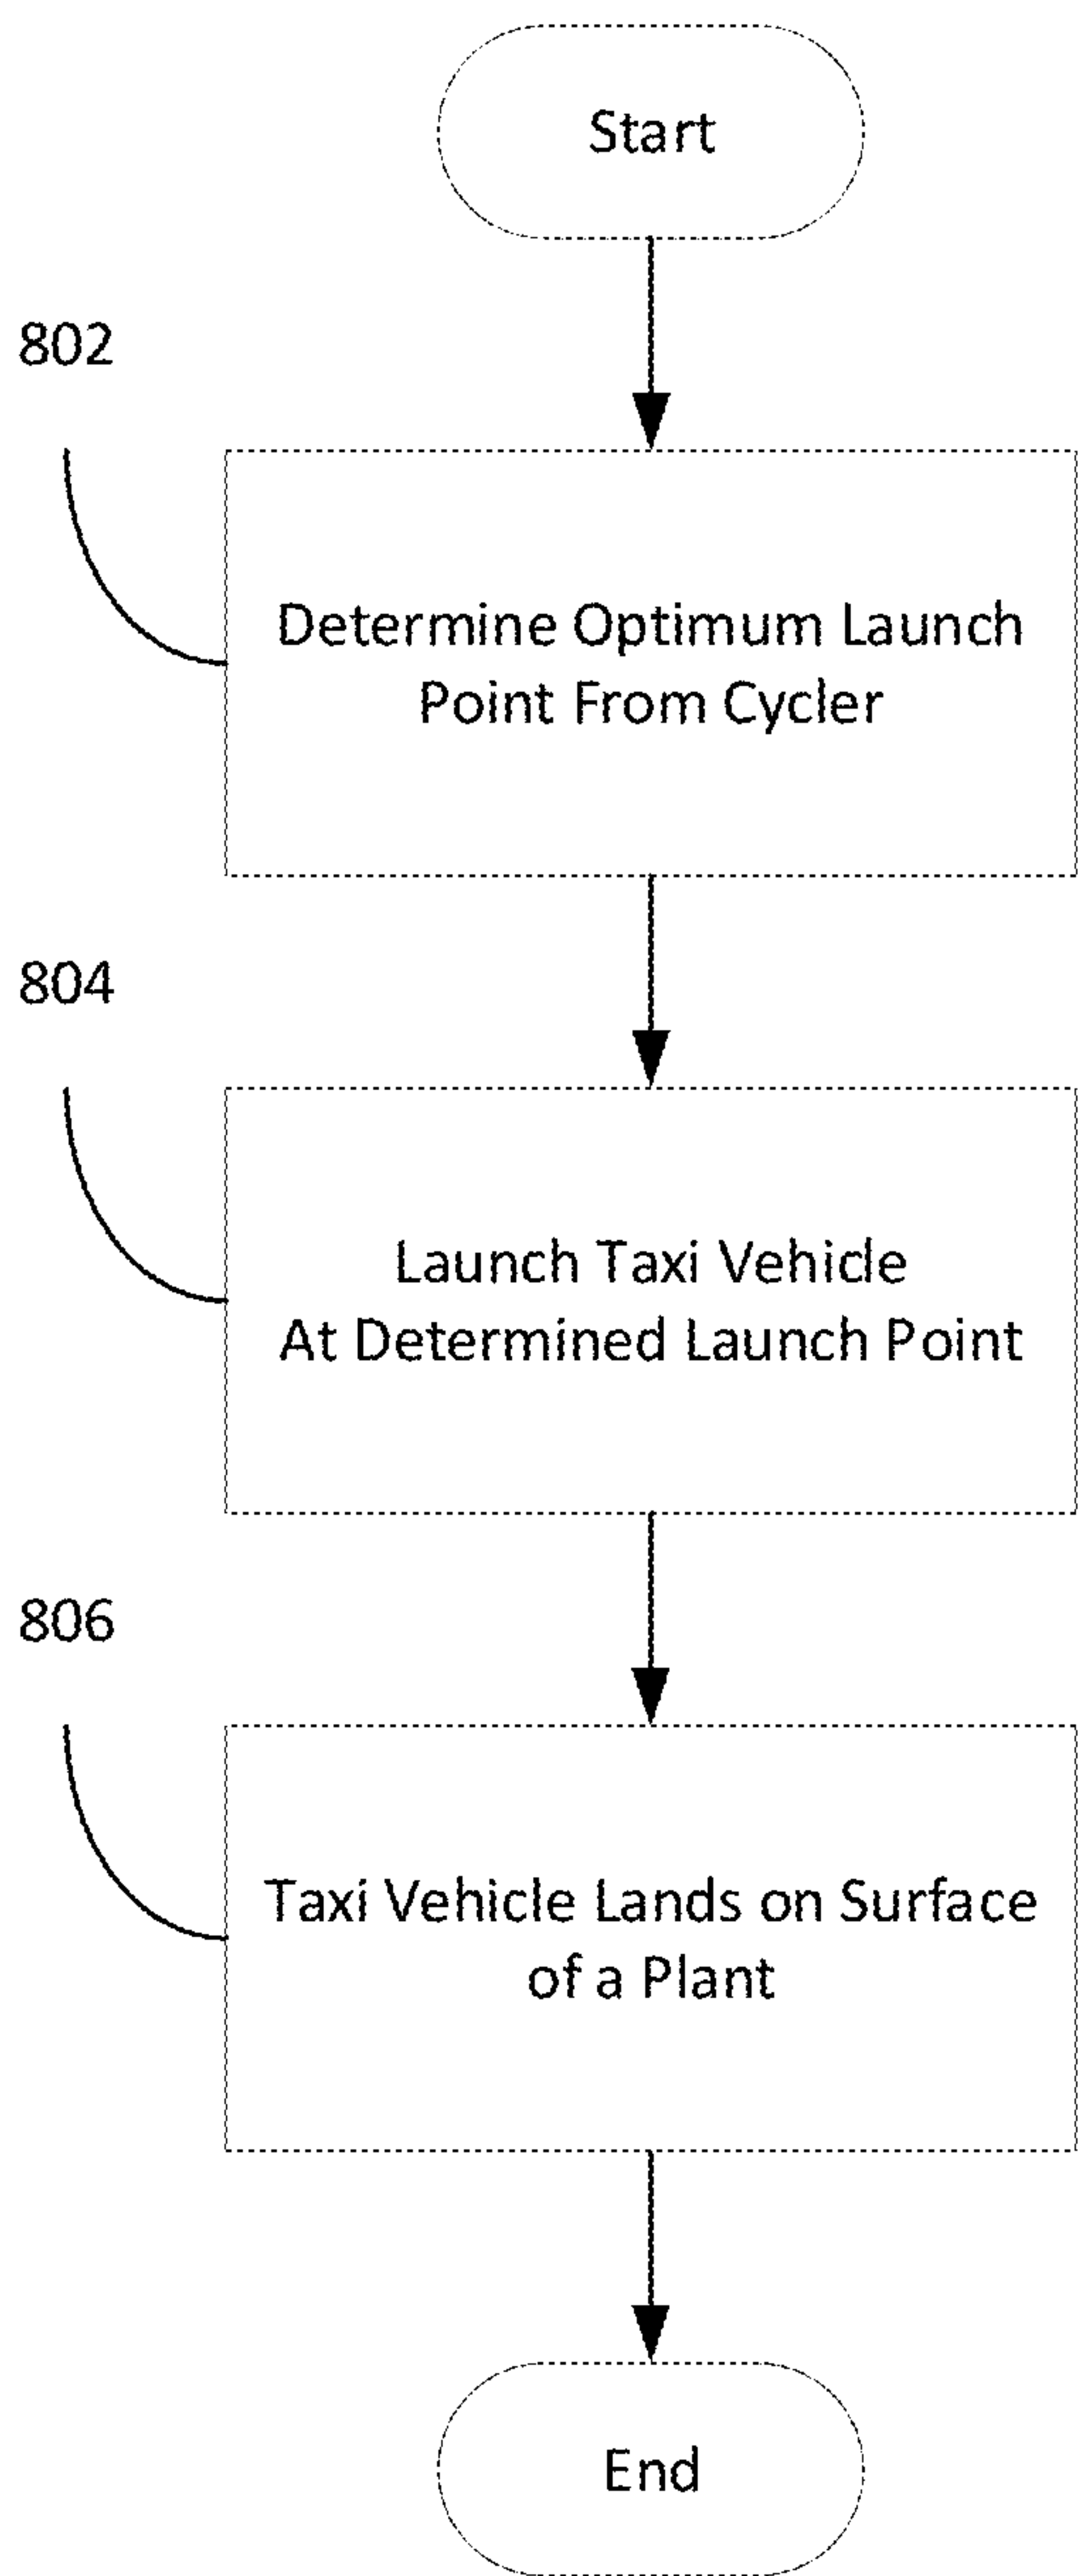 Start
802
Determine Optimum Launch
Point From Cycler
804
Launch Taxi Vehicle
At Determined Launch Point
806
Taxi Vehicle Lands on Surface
of a Plant
End